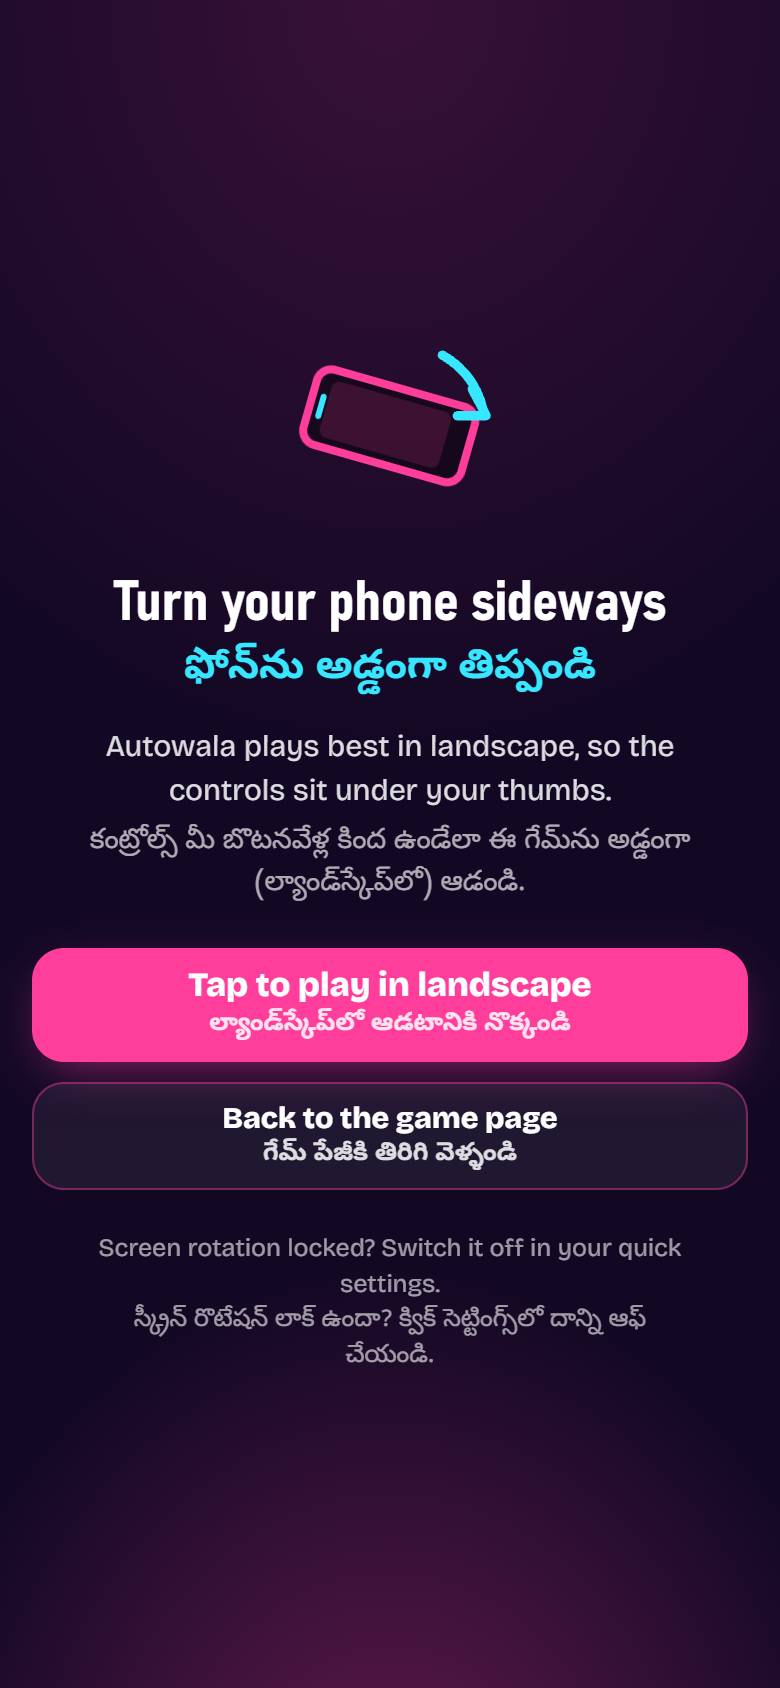 Turn your phone sideways
ఫోన్‌ను అడ్డంగా తిప్పండి
Autowala plays best in landscape, so the
controls sit under your thumbs.
కంట్రోల్స్ మీ బొటనవేళ్ల కింద ఉండేలా ఈ గేమ్‌ను అడ్డంగా
(ల్యాండ్‌స్కేప్‌లో) ఆడండి.
Tap to play in landscape
ల్యాండ్‌స్కేప్‌లో ఆడటానికి నొక్కండి
Back to the game page
గేమ్ పేజీకి తిరిగి వెళ్ళండి
Screen rotation locked? Switch it off in your quick
settings.
స్క్రీన్ రొటేషన్ లాక్ ఉందా? క్విక్ సెట్టింగ్స్‌లో దాన్ని ఆఫ్
చేయండి.